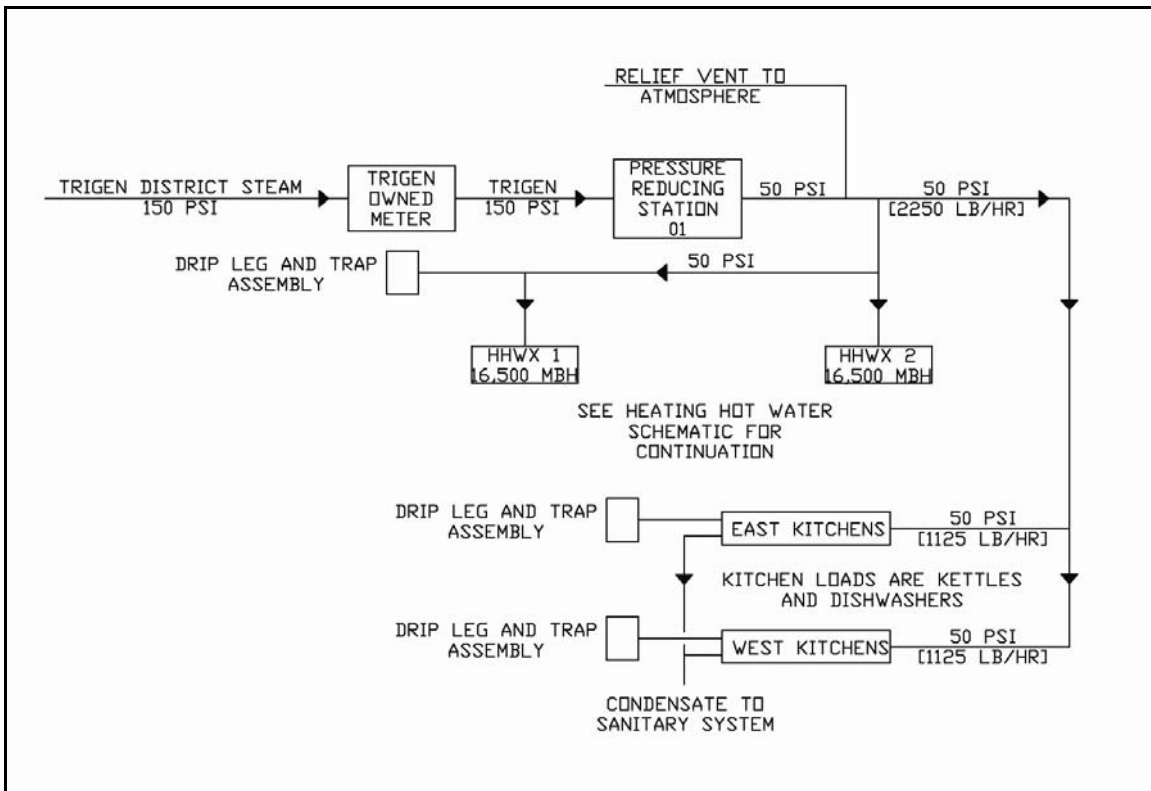 RELIEF VENT TO
ATMOSPHERE
TRIGEN DISTRICT STEAM
150 PSI
TRIGEN
OWNED
METER
TRIGEN
150 PSI
PRESSURE
REDUCING
STATION
01
50 PSI
50 PSI
[2250 LB/HR]
DRIP LEG AND TRAP
ASSEMBLY
50 PSI
HHWX 1
16,500 MBH
HHWX 2
16,500 MBH
SEE HEATING HOT WATER
SCHEMATIC FOR
CONTINUATION
DRIP LEG AND TRAP
ASSEMBLY
EAST KITCHENS
50 PSI
[1125 LB/HR]
KITCHEN LOADS ARE KETTLES
AND DISHWASHERS
DRIP LEG AND TRAP
ASSEMBLY
WEST KITCHENS
50 PSI
[1125 LB/HR]
CONDENSATE TO
SANITARY SYSTEM